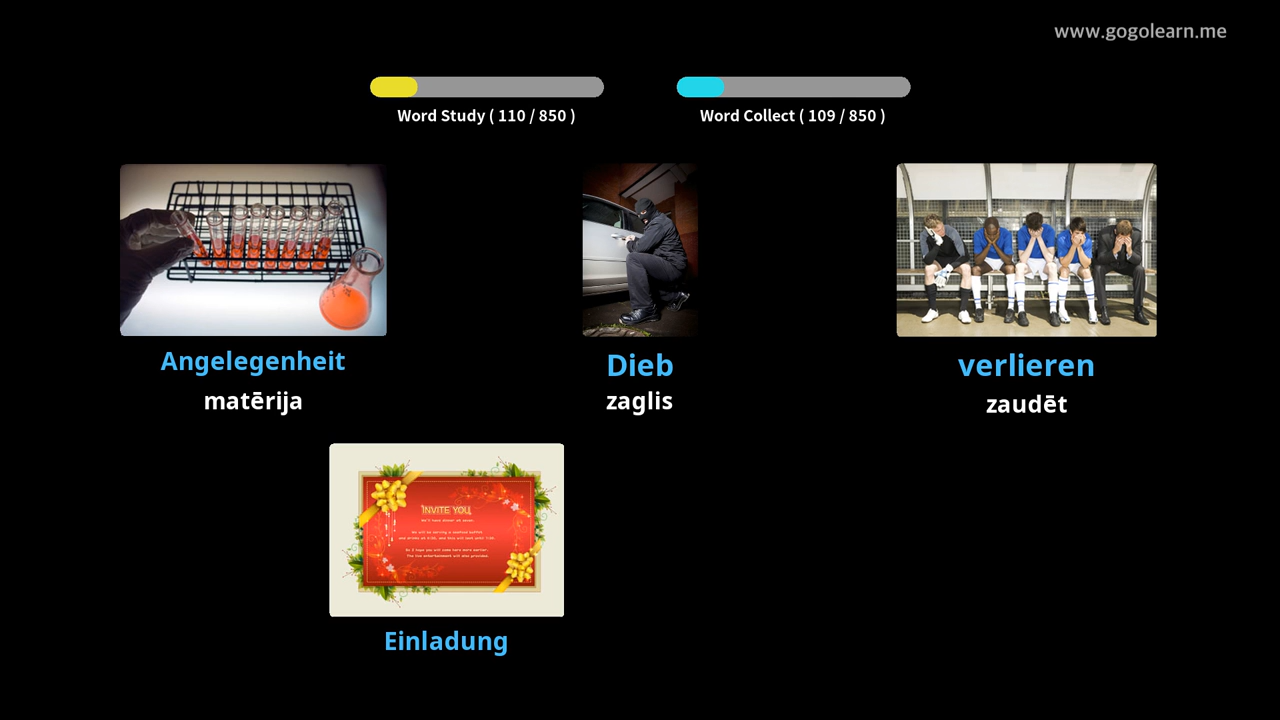 www.gogolearn.me
Word Study ( 110 / 850 )
Word Collect ( 109 / 850 )
Angelegenheit
matērija
Dieb
zaglis
verlieren
zaudēt
INVITE YOU
Einladung